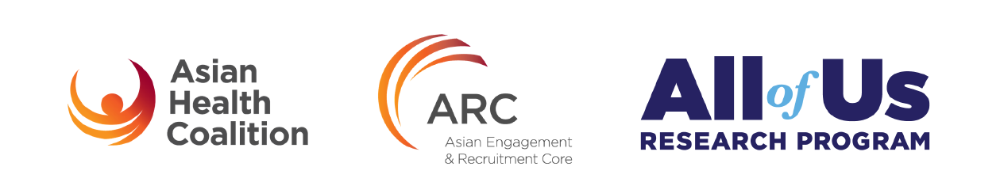 Asian
Health
Coalition
ARC
Asian Engagement
& Recruitment Core
All of Us
RESEARCH PROGRAM